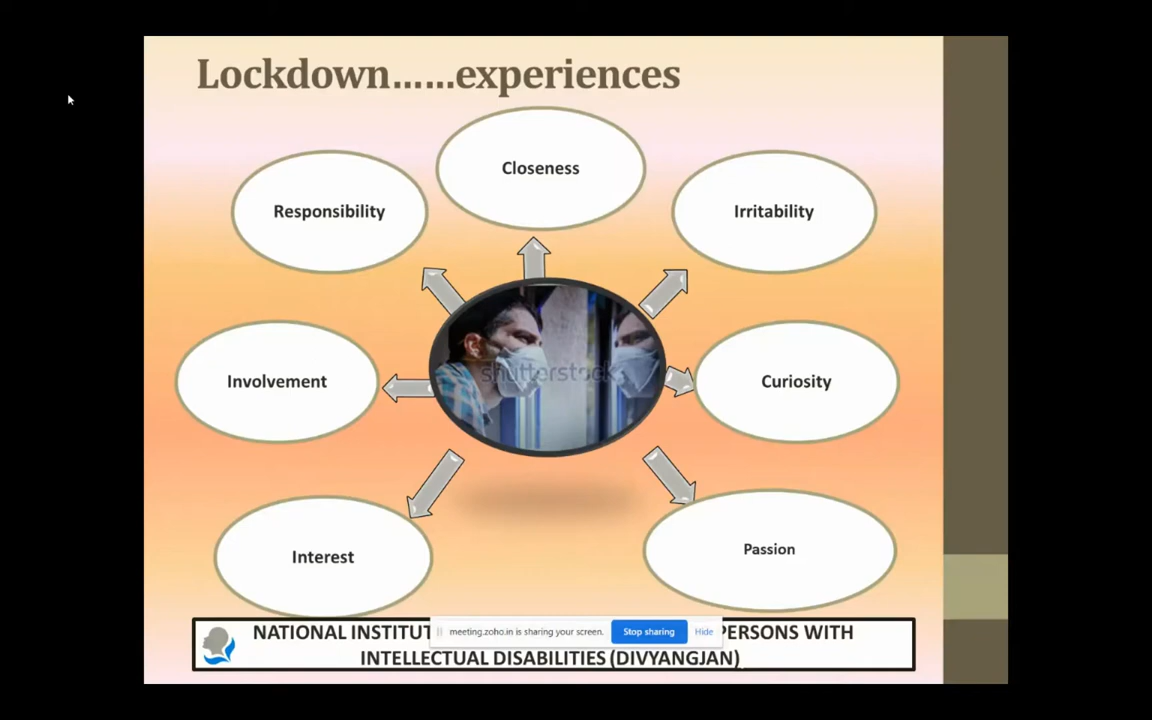 Lockdown……experiences
Closeness
Responsibility
Irritability
shutterstock
Involvement
Curiosity
Interest
Passion
NATIONAL INSTITUT
meeting.zoho.in is sharing your screen.
Stop sharing
Hide
PERSONS WITH
INTELLECTUAL DISABILITIES (DIVYANGJAN)